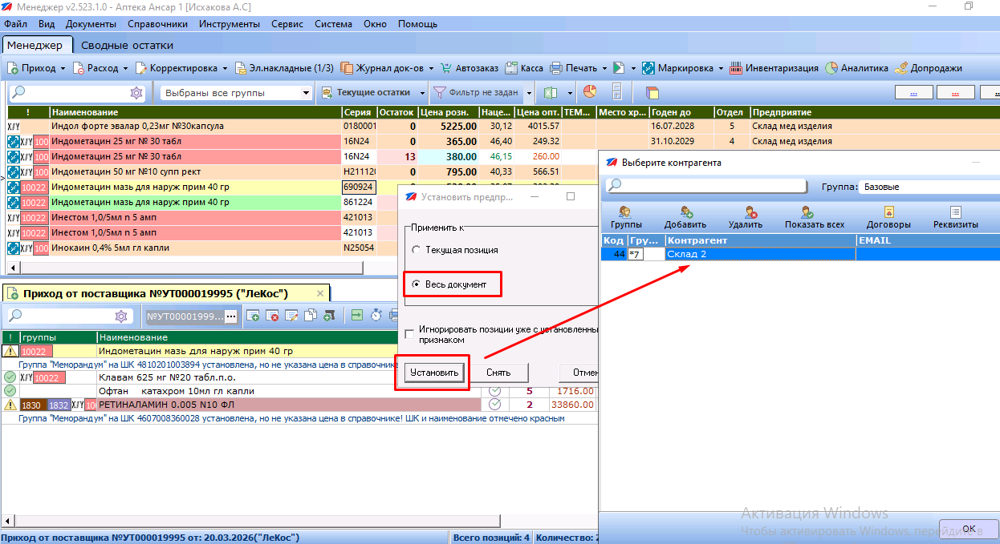 Менеджер v2.523.1.0 - Аптека Ансар 1 [Исхакова А.С]
Файл Вид Документы Справочники Инструменты Сервис Система Окно Помощь
Менеджер Сводные остатки
Приход Расход Корректировка Эл.накладные (1/3) Журнал док-ов Автозаказ Касса Печать Маркировка Инвентаризация Аналитика Допродажи
Выбраны все группы Текущие остатки Фильтр не задан ... ... ...
! Наименование Серия Остаток Цена розн. Наце... Цена опт. ТЕМ... Место хр... Годен до Отдел Предприятие
ХЛУ Индол форте эвалар 0,23мг №30капсула 0180001 0 5225.00 30,12 4015.57 16.07.2028 5 Склад мед изделия
ХЛУ 100 Индометацин 25 мг № 30 табл 16N24 0 365.00 46,40 249.32 31.10.2029 4 Склад мед изделия
ХЛУ 100 Индометацин 25 мг № 30 табл 16N24 13 380.00 46,15 260.00
ХЛУ 100 Индометацин 50 мг №10 супп рект H21112 0 795.00 40,33 566.51
10022 Индометацин мазь для наруж прим 40 гр 690924
10022 Индометацин мазь для наруж прим 40 гр 861224
ХЛУ 10022 Инестом 1,0/5мл n 5 амп 421013
ХЛУ 10022 Инестом 1,0/5мл n 5 амп 421013
ХЛУ 100 Инокаин 0,4% 5мл гл капли N25054
Установить предпр...
Применить к
Текущая позиция
Весь документ
Игнорировать позиции уже с установленны
признаком
Установить Снять Отмен
Выберите контрагента
Группа: Базовые
Группы Добавить Удалить Показать всех Договоры Реквизиты
Код Гру... Контрагент EMAIL
44 *7 Склад 2
OK
Приход от поставщика №УТ000019995 ("ЛеКос")
№УТ00001999... ...
! группы Наименование
10022 Индометацин мазь для наруж прим 40 гр
Группа "Меморандум" на ШК 4810201003894 установлена, но не указана цена в справочнике
ХЛУ 10022 Клавам 625 мг №20 табл.п.о.
Офтан катахром 10мл гл капли 5 1716.00
1830 1832 ХЛУ 10 РЕТИНАЛАМИН 0.005 N10 ФЛ 2 33860.00
Группа "Меморандум" на ШК 4607008360028 установлена, но не указана цена в справочнике! ШК и наименование отмечено красным
Активация Windows
Чтобы активировать Windows, перейдите в
Приход от поставщика №УТ000019995 от: 20.03.2026("ЛеКос") Всего позиций: 4 Количество: 2